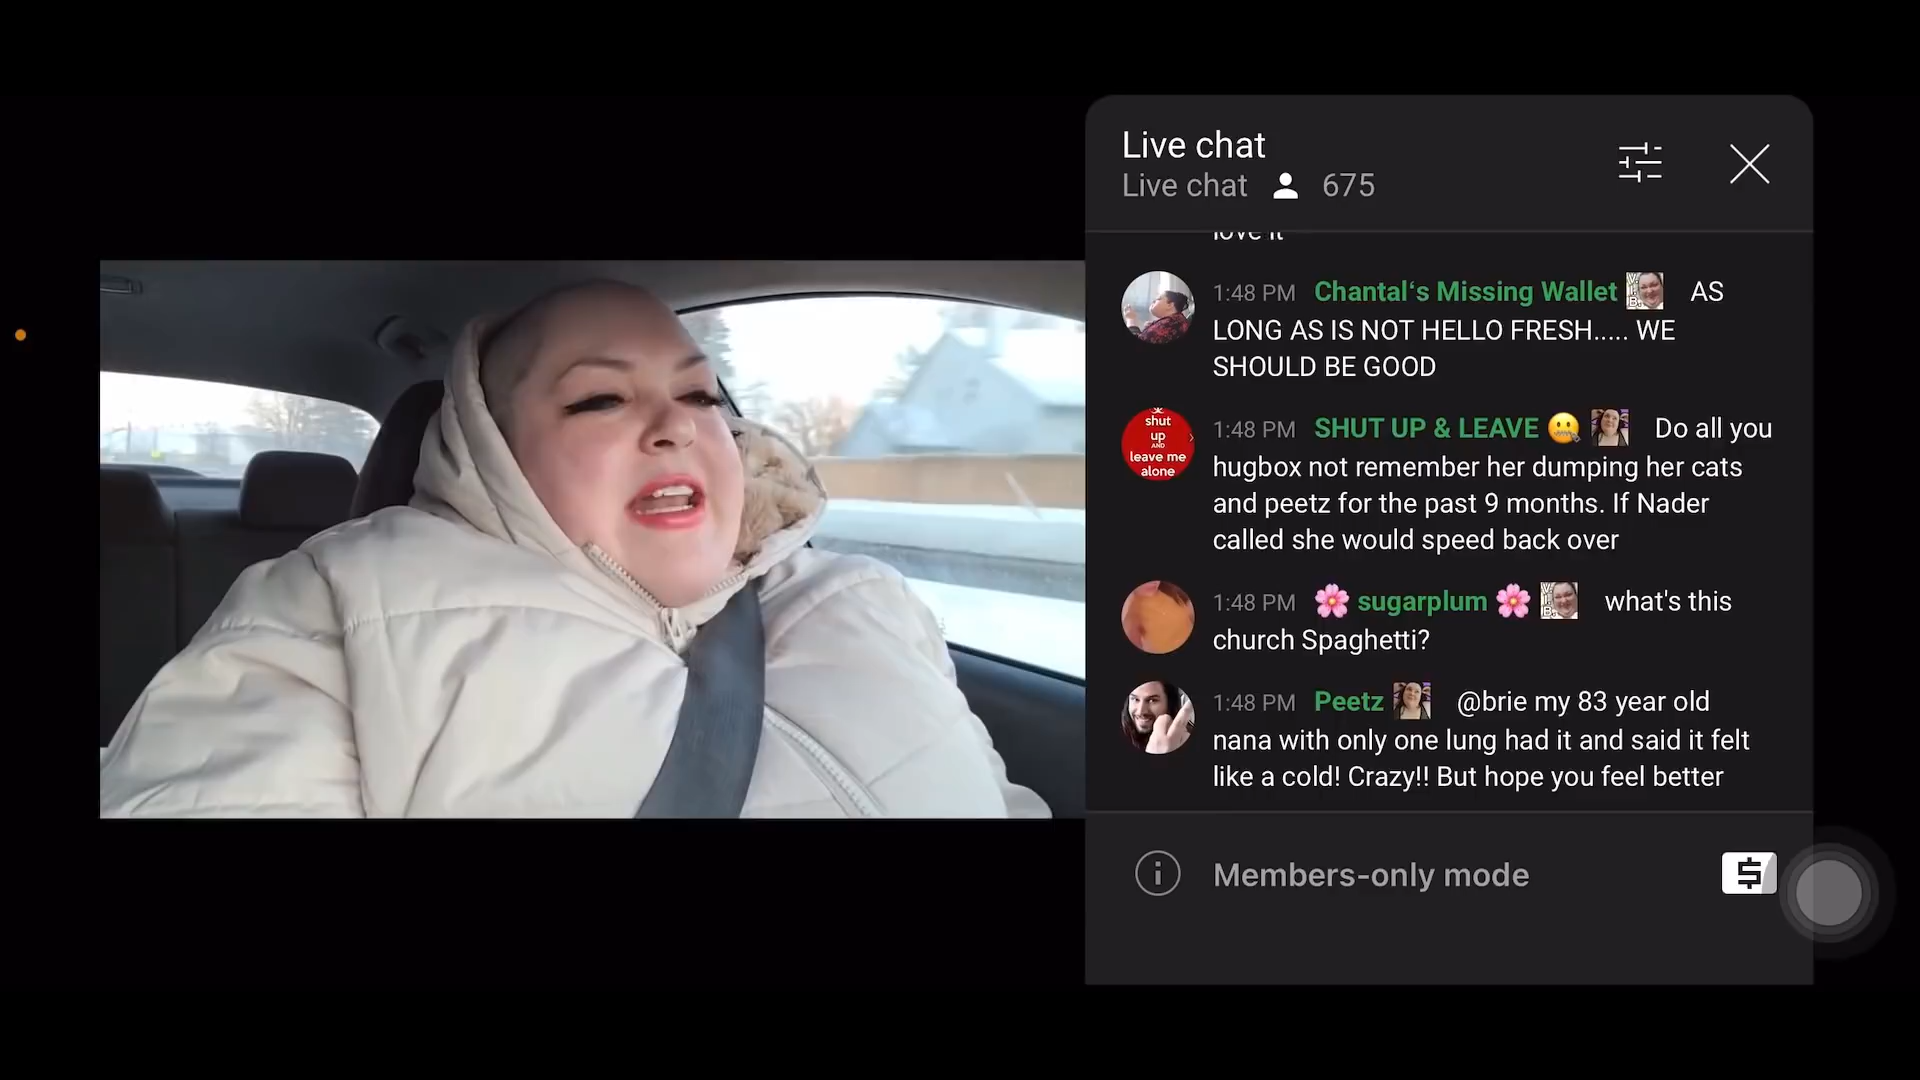 Live chat
Live chat 675
love it
1:48 PM Chantal‘s Missing Wallet AS
LONG AS IS NOT HELLO FRESH..... WE
SHOULD BE GOOD
shut
up
AND
leave me
alone
1:48 PM SHUT UP & LEAVE 🤐 Do all you
hugbox not remember her dumping her cats
and peetz for the past 9 months. If Nader
called she would speed back over
1:48 PM 🌸 sugarplum 🌸 what's this
church Spaghetti?
1:48 PM Peetz @brie my 83 year old
nana with only one lung had it and said it felt
like a cold! Crazy!! But hope you feel better
Members-only mode